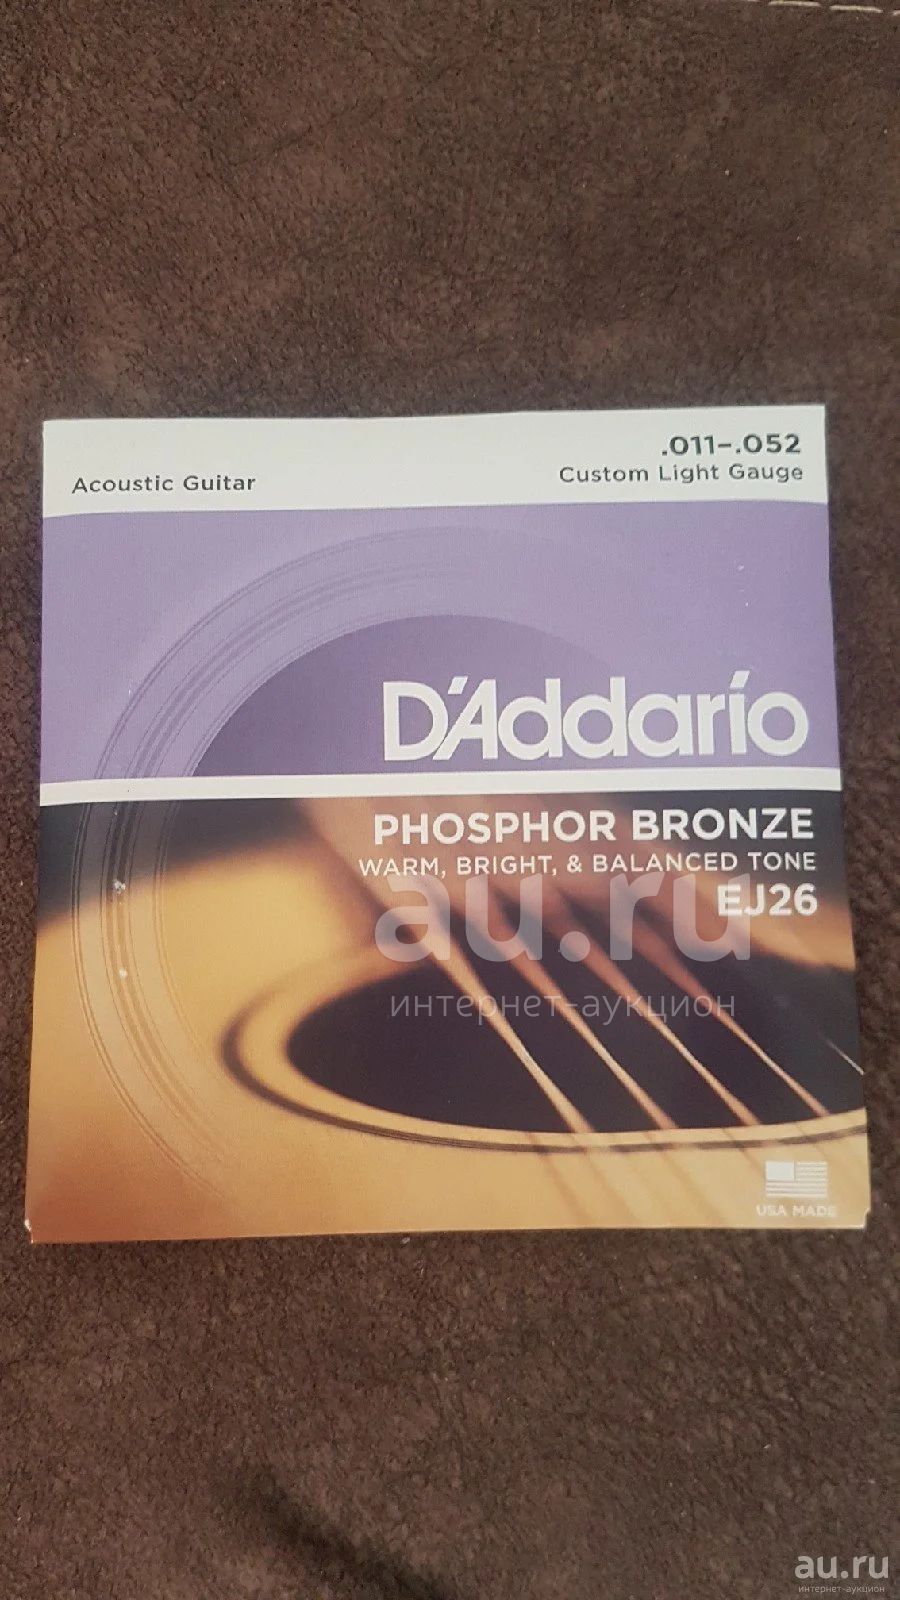 .011–.052
Acoustic Guitar
Custom Light Gauge
D'Addario
PHOSPHOR BRONZE
WARM, BRIGHT, & BALANCED TONE
EJ26
au.ru
интернет-аукцион
USA MADE
au.ru
интернет-аукцион